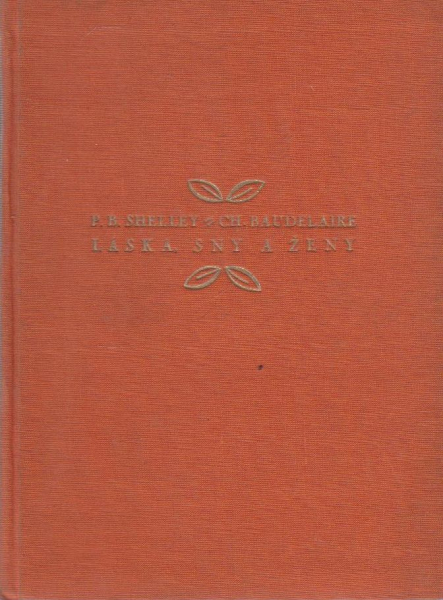 P. B. SHELLEY * CH. BAUDELAIRE
LÁSKA, SNY A ŽENY